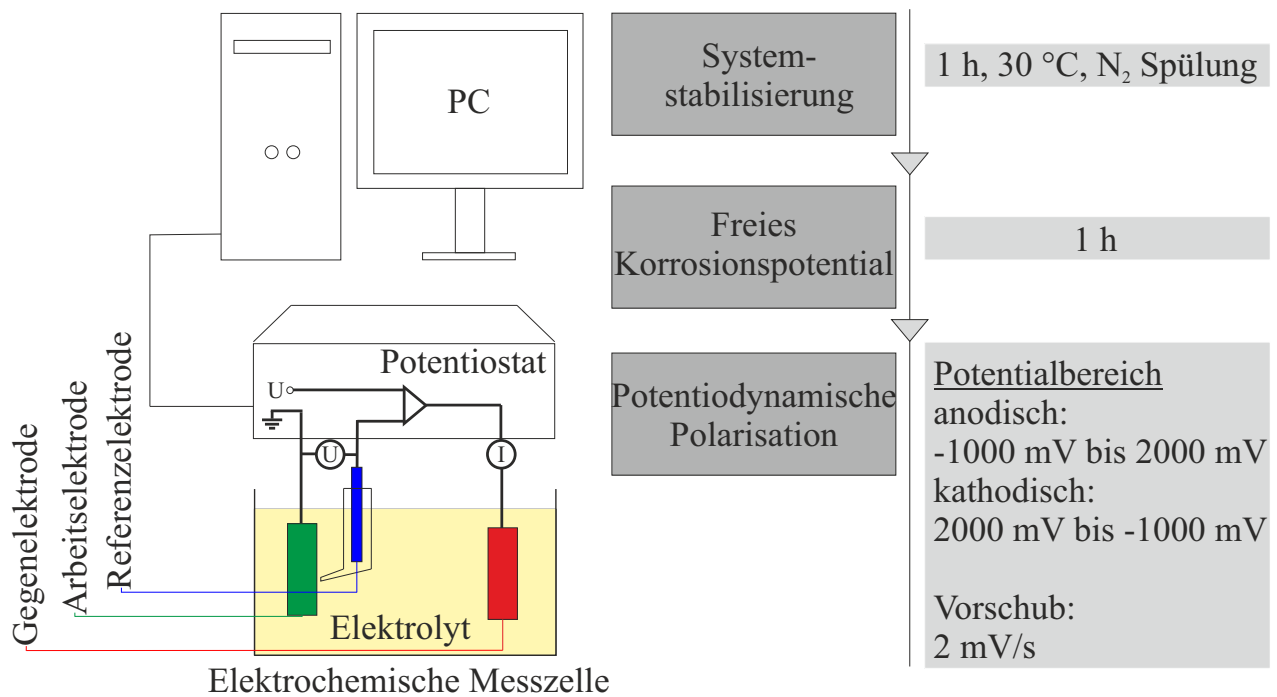 PC
Potentiostat
U
U
I
Gegenelektrode
Arbeitselektrode
Referenzelektrode
Elektrolyt
Elektrochemische Messzelle
System-
stabilisierung
1 h, 30 °C, N₂ Spülung
Freies
Korrosionspotential
1 h
Potentiodynamische
Polarisation
Potentialbereich
anodisch:
-1000 mV bis 2000 mV
kathodisch:
2000 mV bis -1000 mV
Vorschub:
2 mV/s